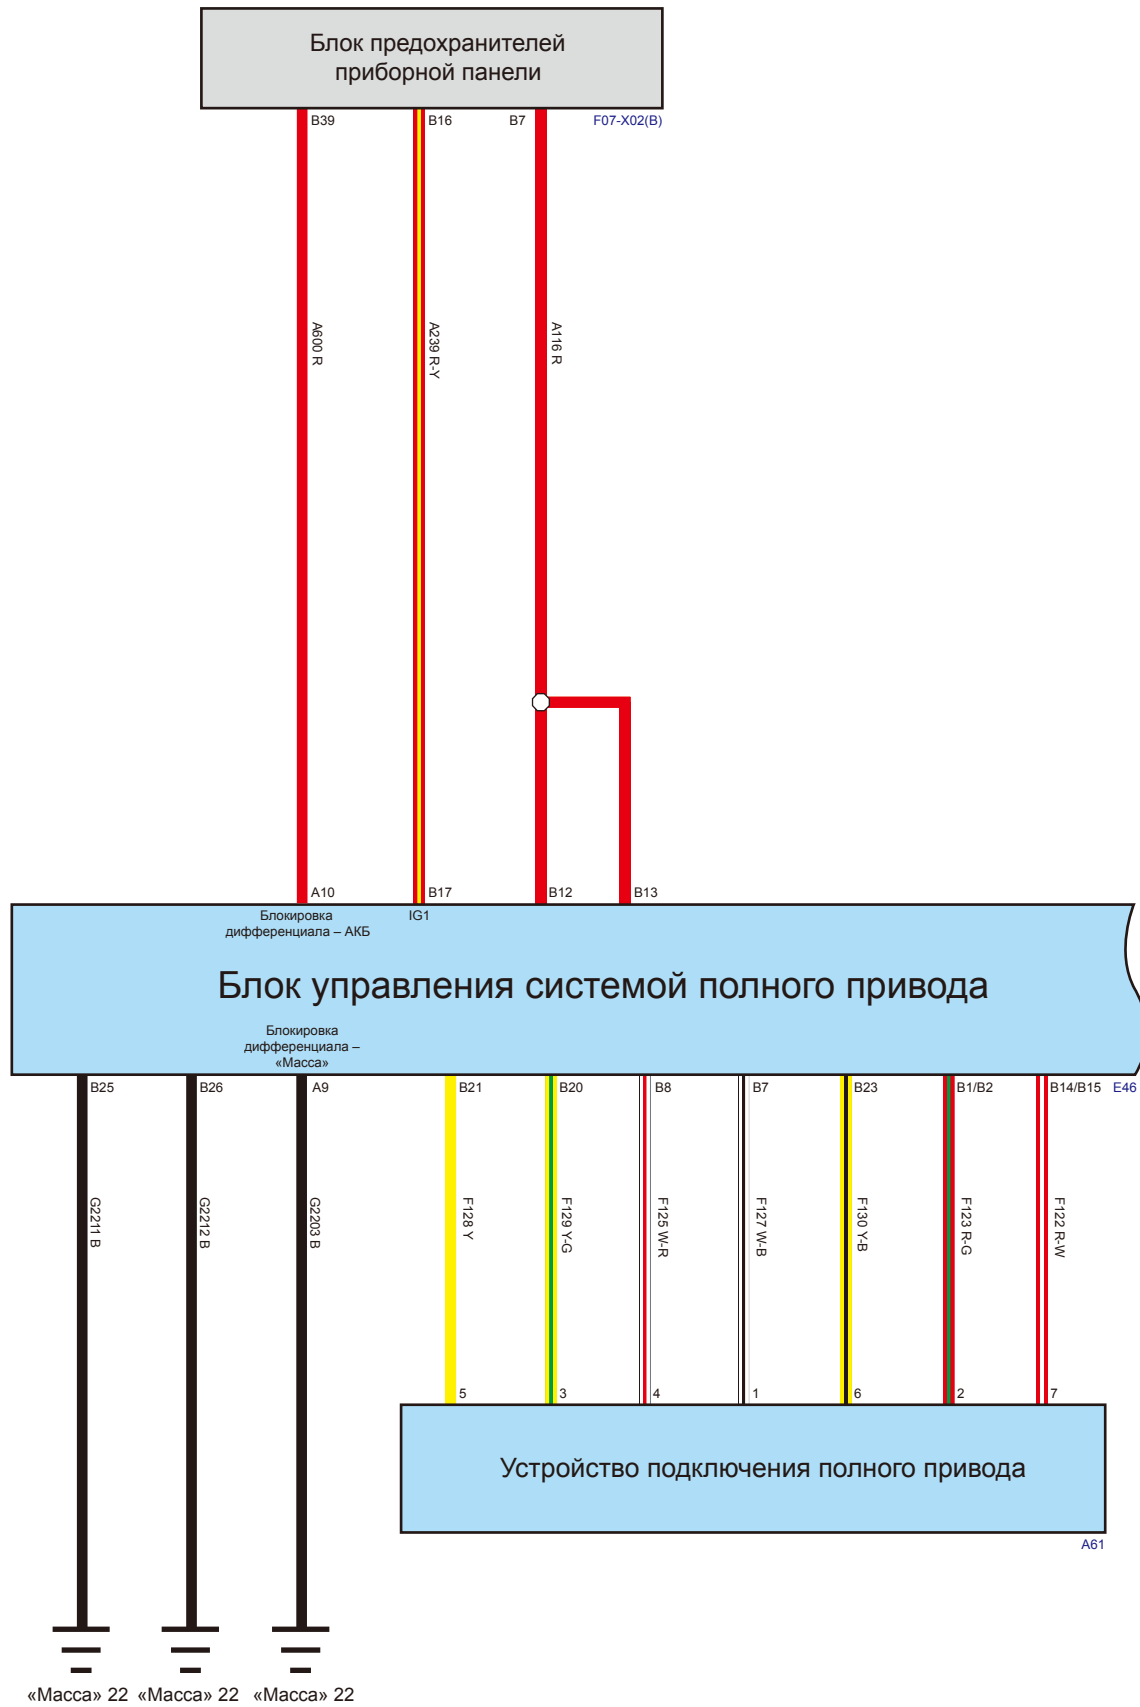 Блок предохранителей
приборной панели
B39
B16
B7
F07-X02(B)
A600 R
A239 R-Y
A116 R
A10
B17
B12
B13
Блокировка
дифференциала – АКБ
IG1
Блок управления системой полного привода
Блокировка
дифференциала –
«Масса»
B25
B26
A9
B21
B20
B8
B7
B23
B1/B2
B14/B15
E46
G2211 B
G2212 B
G2203 B
F128 Y
F129 Y-G
F125 W-R
F127 W-B
F130 Y-B
F123 R-G
F122 R-W
5
3
4
1
6
2
7
Устройство подключения полного привода
A61
«Масса» 22
«Масса» 22
«Масса» 22